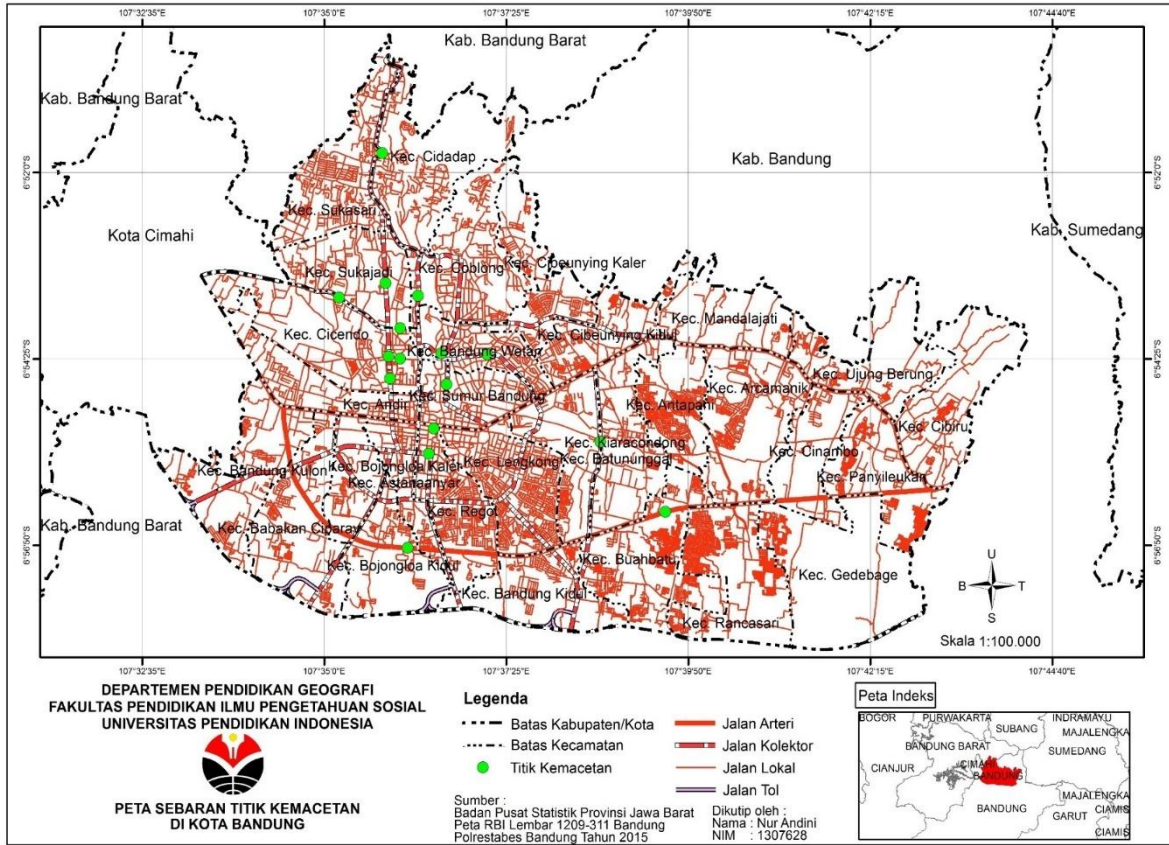 107°32'35"E 107°35'0"E 107°37'25"E 107°39'50"E 107°42'15"E 107°44'40"E
Kab. Bandung Barat
Kab. Bandung Barat
Kec. Cidadap
Kab. Bandung
6°52'0"S 6°52'0"S
Kec. Sukasari
Kota Cimahi
Kab. Sumedang
Kec. Sukajadi Kec. Coblong Kec. Cibeunying Kaler
Kec. Mandalajati
Kec. Cicendo Kec. Cibeunying Kidul
Kec. Bandung Wetan
6°54'25"S 6°54'25"S
Kec. Ujung Berung
Kec. Arcamanik
Kec. Andir Kec. Sumur Bandung Kec. Antapani
Kec. Cibiru
Kec. Kiaracondong
Kec. Cinambo
Kec. Bandung Kulon Kec. Bojongloa Kaler Kec. Lengkong Kec. Batununggal
Kec. Panyileukan
Kec. Astanaanyar
Kec. Regol
Kab. Bandung Barat
Kec. Babakan Ciparay
6°56'50"S 6°56'50"S
Kec. Bojongloa Kidul Kec. Buahbatu
Kec. Gedebage
Kec. Bandung Kidul
Kec. Rancasari
U
B T
S
Skala 1:100.000
107°32'35"E 107°35'0"E 107°37'25"E 107°39'50"E 107°42'15"E 107°44'40"E
DEPARTEMEN PENDIDIKAN GEOGRAFI
FAKULTAS PENDIDIKAN ILMU PENGETAHUAN SOSIAL
UNIVERSITAS PENDIDIKAN INDONESIA
PETA SEBARAN TITIK KEMACETAN
DI KOTA BANDUNG
Legenda
Batas Kabupaten/Kota
Batas Kecamatan
Titik Kemacetan
Jalan Arteri
Jalan Kolektor
Jalan Lokal
Jalan Tol
Sumber :
Badan Pusat Statistik Provinsi Jawa Barat
Peta RBI Lembar 1209-311 Bandung
Polrestabes Bandung Tahun 2015
Dikutip oleh :
Nama : Nur Andini
NIM : 1307628
Peta Indeks
BOGOR PURWAKARTA SUBANG INDRAMAYU
MAJALENGKA
BANDUNG BARAT SUMEDANG
CIANJUR CIMAHI
BANDUNG
MAJALENGKA
BANDUNG GARUT CIAMIS
CIAMIS